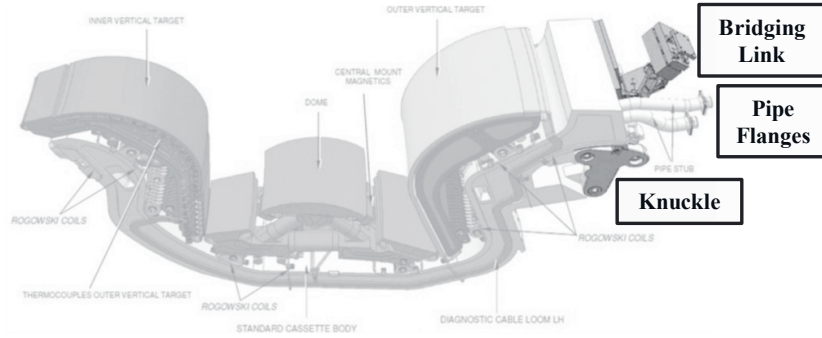 INNER VERTICAL TARGET
OUTER VERTICAL TARGET
Bridging
Link
CENTRAL MOUNT
MAGNETICS
DOME
Pipe
Flanges
PIPE STUB
Knuckle
ROGOWSKI COILS
ROGOWSKI COILS
THERMOCOUPLES OUTER VERTICAL TARGET
ROGOWSKI COILS
DIAGNOSTIC CABLE LOOM LH
STANDARD CASSETTE BODY